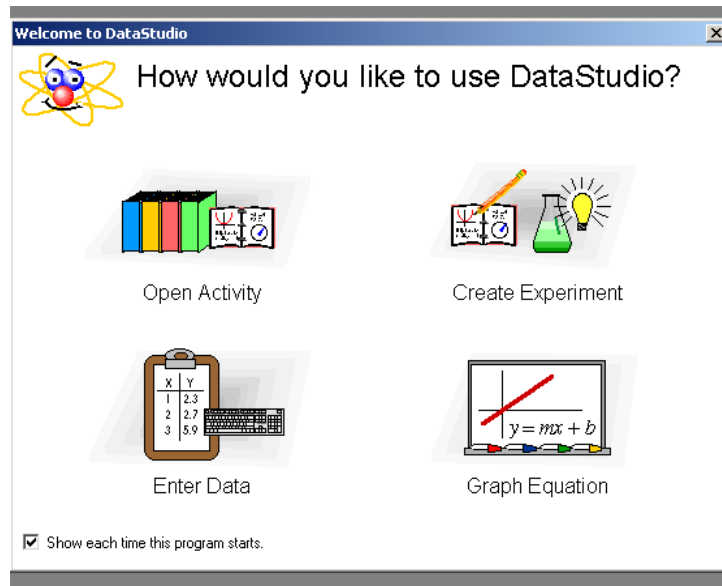 Welcome to DataStudio
How would you like to use DataStudio?
Open Activity
Create Experiment
X Y
1 2.3
2 2.7
3 5.9
y = mx + b
Enter Data
Graph Equation
Show each time this program starts.